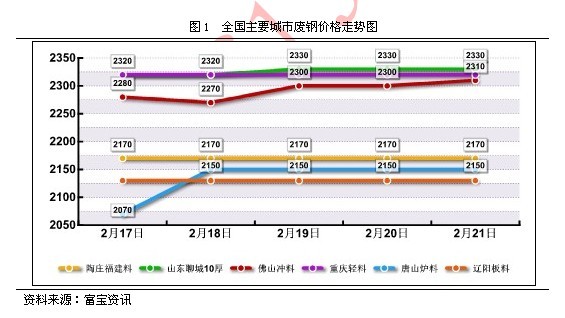 图 1 全国主要城市废钢价格走势图
2350
2300
2250
2200
2150
2100
2050
2320 2320 2330 2330 2330
2280 2270 2300 2300 2310
2170 2170 2170 2170 2170
2070 2150 2150 2150 2150
2月17日 2月18日 2月19日 2月20日 2月21日
陶庄福建料 山东聊城10厚 佛山冲料 重庆轻料 唐山炉料 辽阳板料
资料来源：富宝资讯